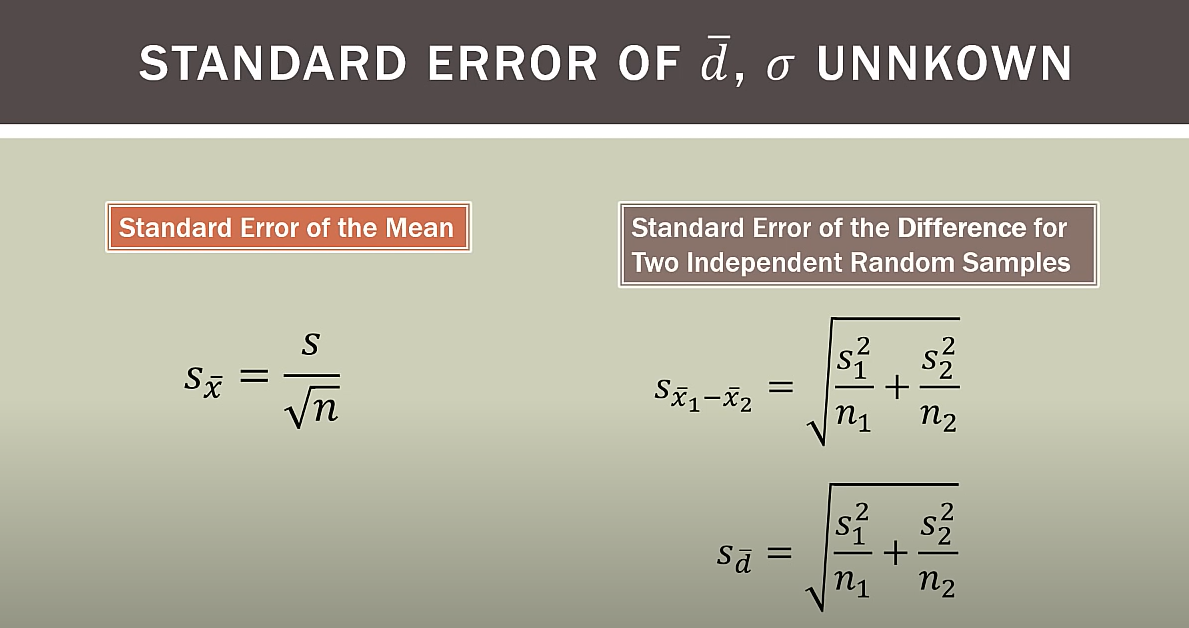 STANDARD ERROR OF d̄, σ UNNKOWN
Standard Error of the Mean
Standard Error of the Difference for
Two Independent Random Samples
s_x̄ = s/√n
s_x̄₁−x̄₂ = √(s₁²/n₁ + s₂²/n₂)
s_d̄ = √(s₁²/n₁ + s₂²/n₂)